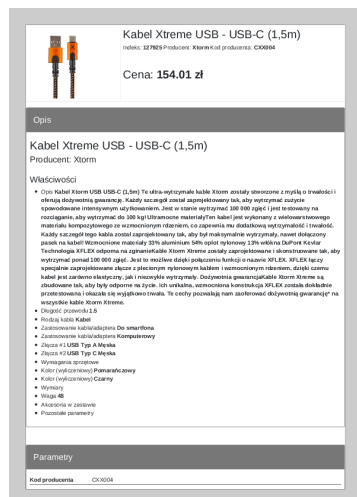 Kabel Xtreme USB - USB-C (1,5m)
Indeks: 127925 Producent: Xtorm Kod producenta: CXX004
Cena: 154.01 zł
Opis
Kabel Xtreme USB - USB-C (1,5m)
Producent: Xtorm
Właściwości
Opis Kabel Xtorm USB USB-C (1,5m) Te ultra-wytrzymałe kable Xtorm zostały stworzone z myślą o trwałości i
oferują dożywotnią gwarancję. Każdy szczegół został zaprojektowany tak, aby wytrzymać zużycie
spowodowane intensywnym użytkowaniem. Jest w stanie wytrzymać 100 000 zgięć i jest testowany na
rozciąganie, aby wytrzymać do 100 kg! Ultramocne materiałyTen kabel jest wykonany z wielowarstwowego
materiału kompozytowego ze wzmocnionym rdzeniem, co zapewnia mu dodatkową wytrzymałość i trwałość.
Każdy szczegół tego kabla został zaprojektowany tak, aby był maksymalnie wytrzymały, nawet dołączony
pasek na kabel! Wzmocnione materiały 33% aluminium 54% oplot nylonowy 13% włókna DuPont Kevlar
Technologia XFLEX odporna na zginanieKable Xtorm Xtreme zostały zaprojektowane i skonstruowane tak, aby
wytrzymać ponad 100 000 zgięć. Jest to możliwe dzięki połączeniu funkcji o nazwie XFLEX. XFLEX łączy
specjalnie zaprojektowane złącze z plecionym nylonowym kablem i wzmocnionym rdzeniem, dzięki czemu
kabel jest zarówno elastyczny, jak i niezwykle wytrzymały. Dożywotnia gwarancjaKable Xtorm Xtreme są
zbudowane tak, aby były odporne na życie. Ich unikalna, wzmocniona konstrukcja XFLEX została dokładnie
przetestowana i okazała się wyjątkowo trwała. Te cechy pozwalają nam zaoferować dożywotnią gwarancję* na
wszystkie kable Xtorm Xtreme.
Długość przewodu 1.5
Rodzaj kabla Kabel
Zastosowanie kabla/adaptera Do smartfona
Zastosowanie kabla/adaptera Komputerowy
Złącza #1 USB Typ A Męska
Złącza #2 USB Typ C Męska
Wymagania sprzętowe
Kolor (wyliczeniowy) Pomarańczowy
Kolor (wyliczeniowy) Czarny
Wymiary
Waga 48
Akcesoria w zestawie
Pozostałe parametry
Parametry
Kod producenta CXX004